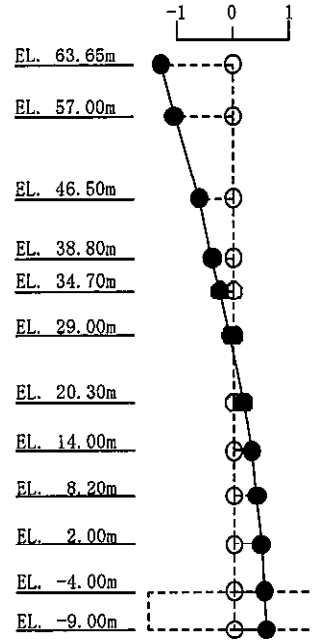 -1 0 1
EL. 63.65m
EL. 57.00m
EL. 46.50m
EL. 38.80m
EL. 34.70m
EL. 29.00m
EL. 20.30m
EL. 14.00m
EL. 8.20m
EL. 2.00m
EL. -4.00m
EL. -9.00m